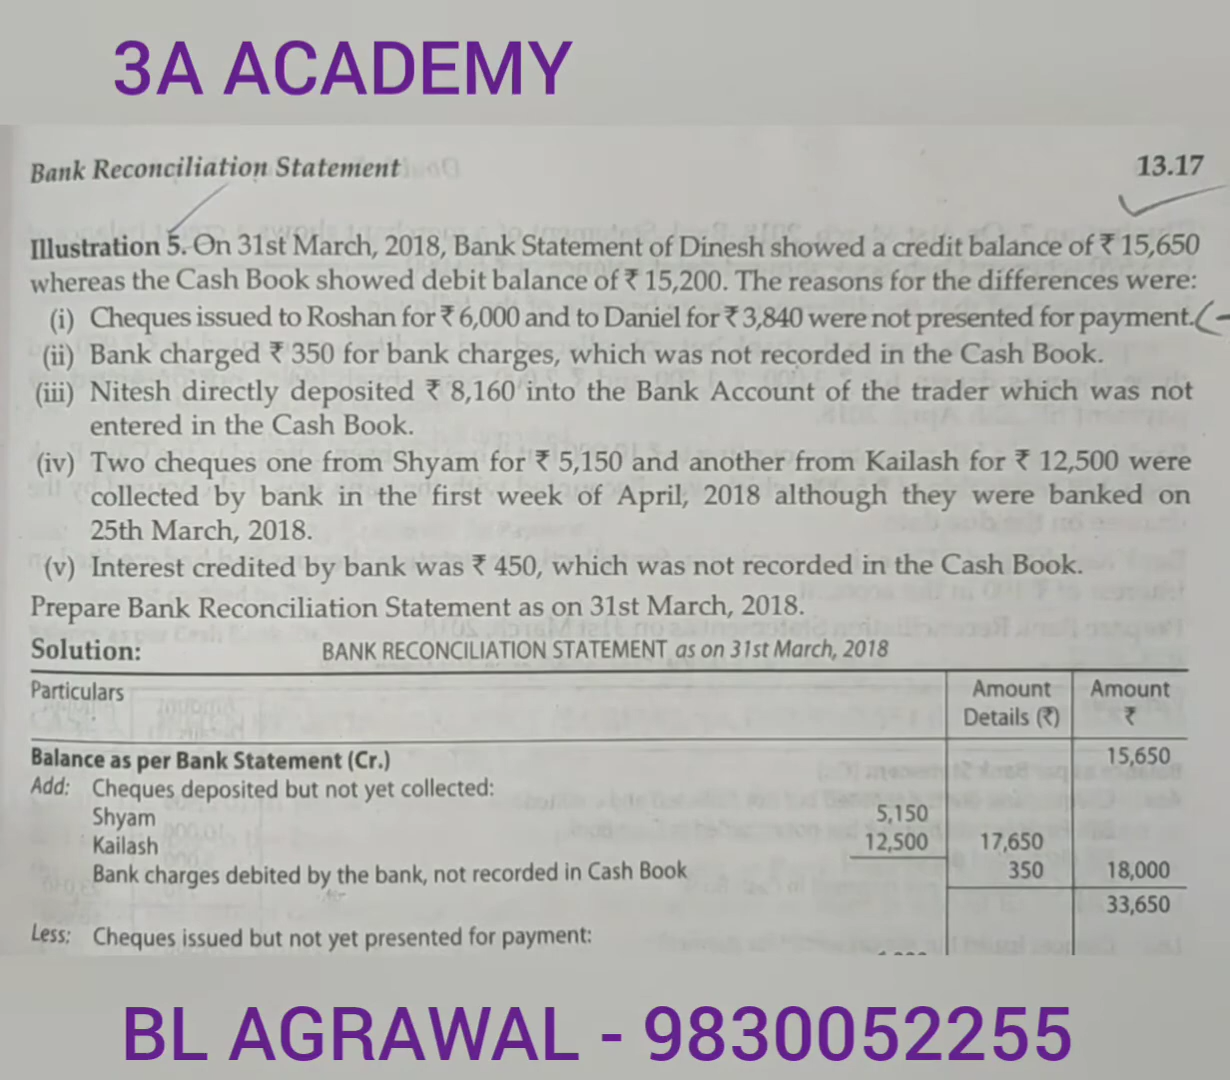 3A ACADEMY
Bank Reconciliation Statement 13.17
Illustration 5. On 31st March, 2018, Bank Statement of Dinesh showed a credit balance of ₹ 15,650
whereas the Cash Book showed debit balance of ₹ 15,200. The reasons for the differences were:
(i) Cheques issued to Roshan for ₹ 6,000 and to Daniel for ₹ 3,840 were not presented for payment.
(ii) Bank charged ₹ 350 for bank charges, which was not recorded in the Cash Book.
(iii) Nitesh directly deposited ₹ 8,160 into the Bank Account of the trader which was not
entered in the Cash Book.
(iv) Two cheques one from Shyam for ₹ 5,150 and another from Kailash for ₹ 12,500 were
collected by bank in the first week of April, 2018 although they were banked on
25th March, 2018.
(v) Interest credited by bank was ₹ 450, which was not recorded in the Cash Book.
Prepare Bank Reconciliation Statement as on 31st March, 2018.
Solution: BANK RECONCILIATION STATEMENT as on 31st March, 2018
Particulars Amount Amount
Details (₹) ₹
Balance as per Bank Statement (Cr.) 15,650
Add: Cheques deposited but not yet collected:
Shyam 5,150
Kailash 12,500 17,650
Bank charges debited by the bank, not recorded in Cash Book 350 18,000
33,650
Less: Cheques issued but not yet presented for payment:
BL AGRAWAL - 9830052255